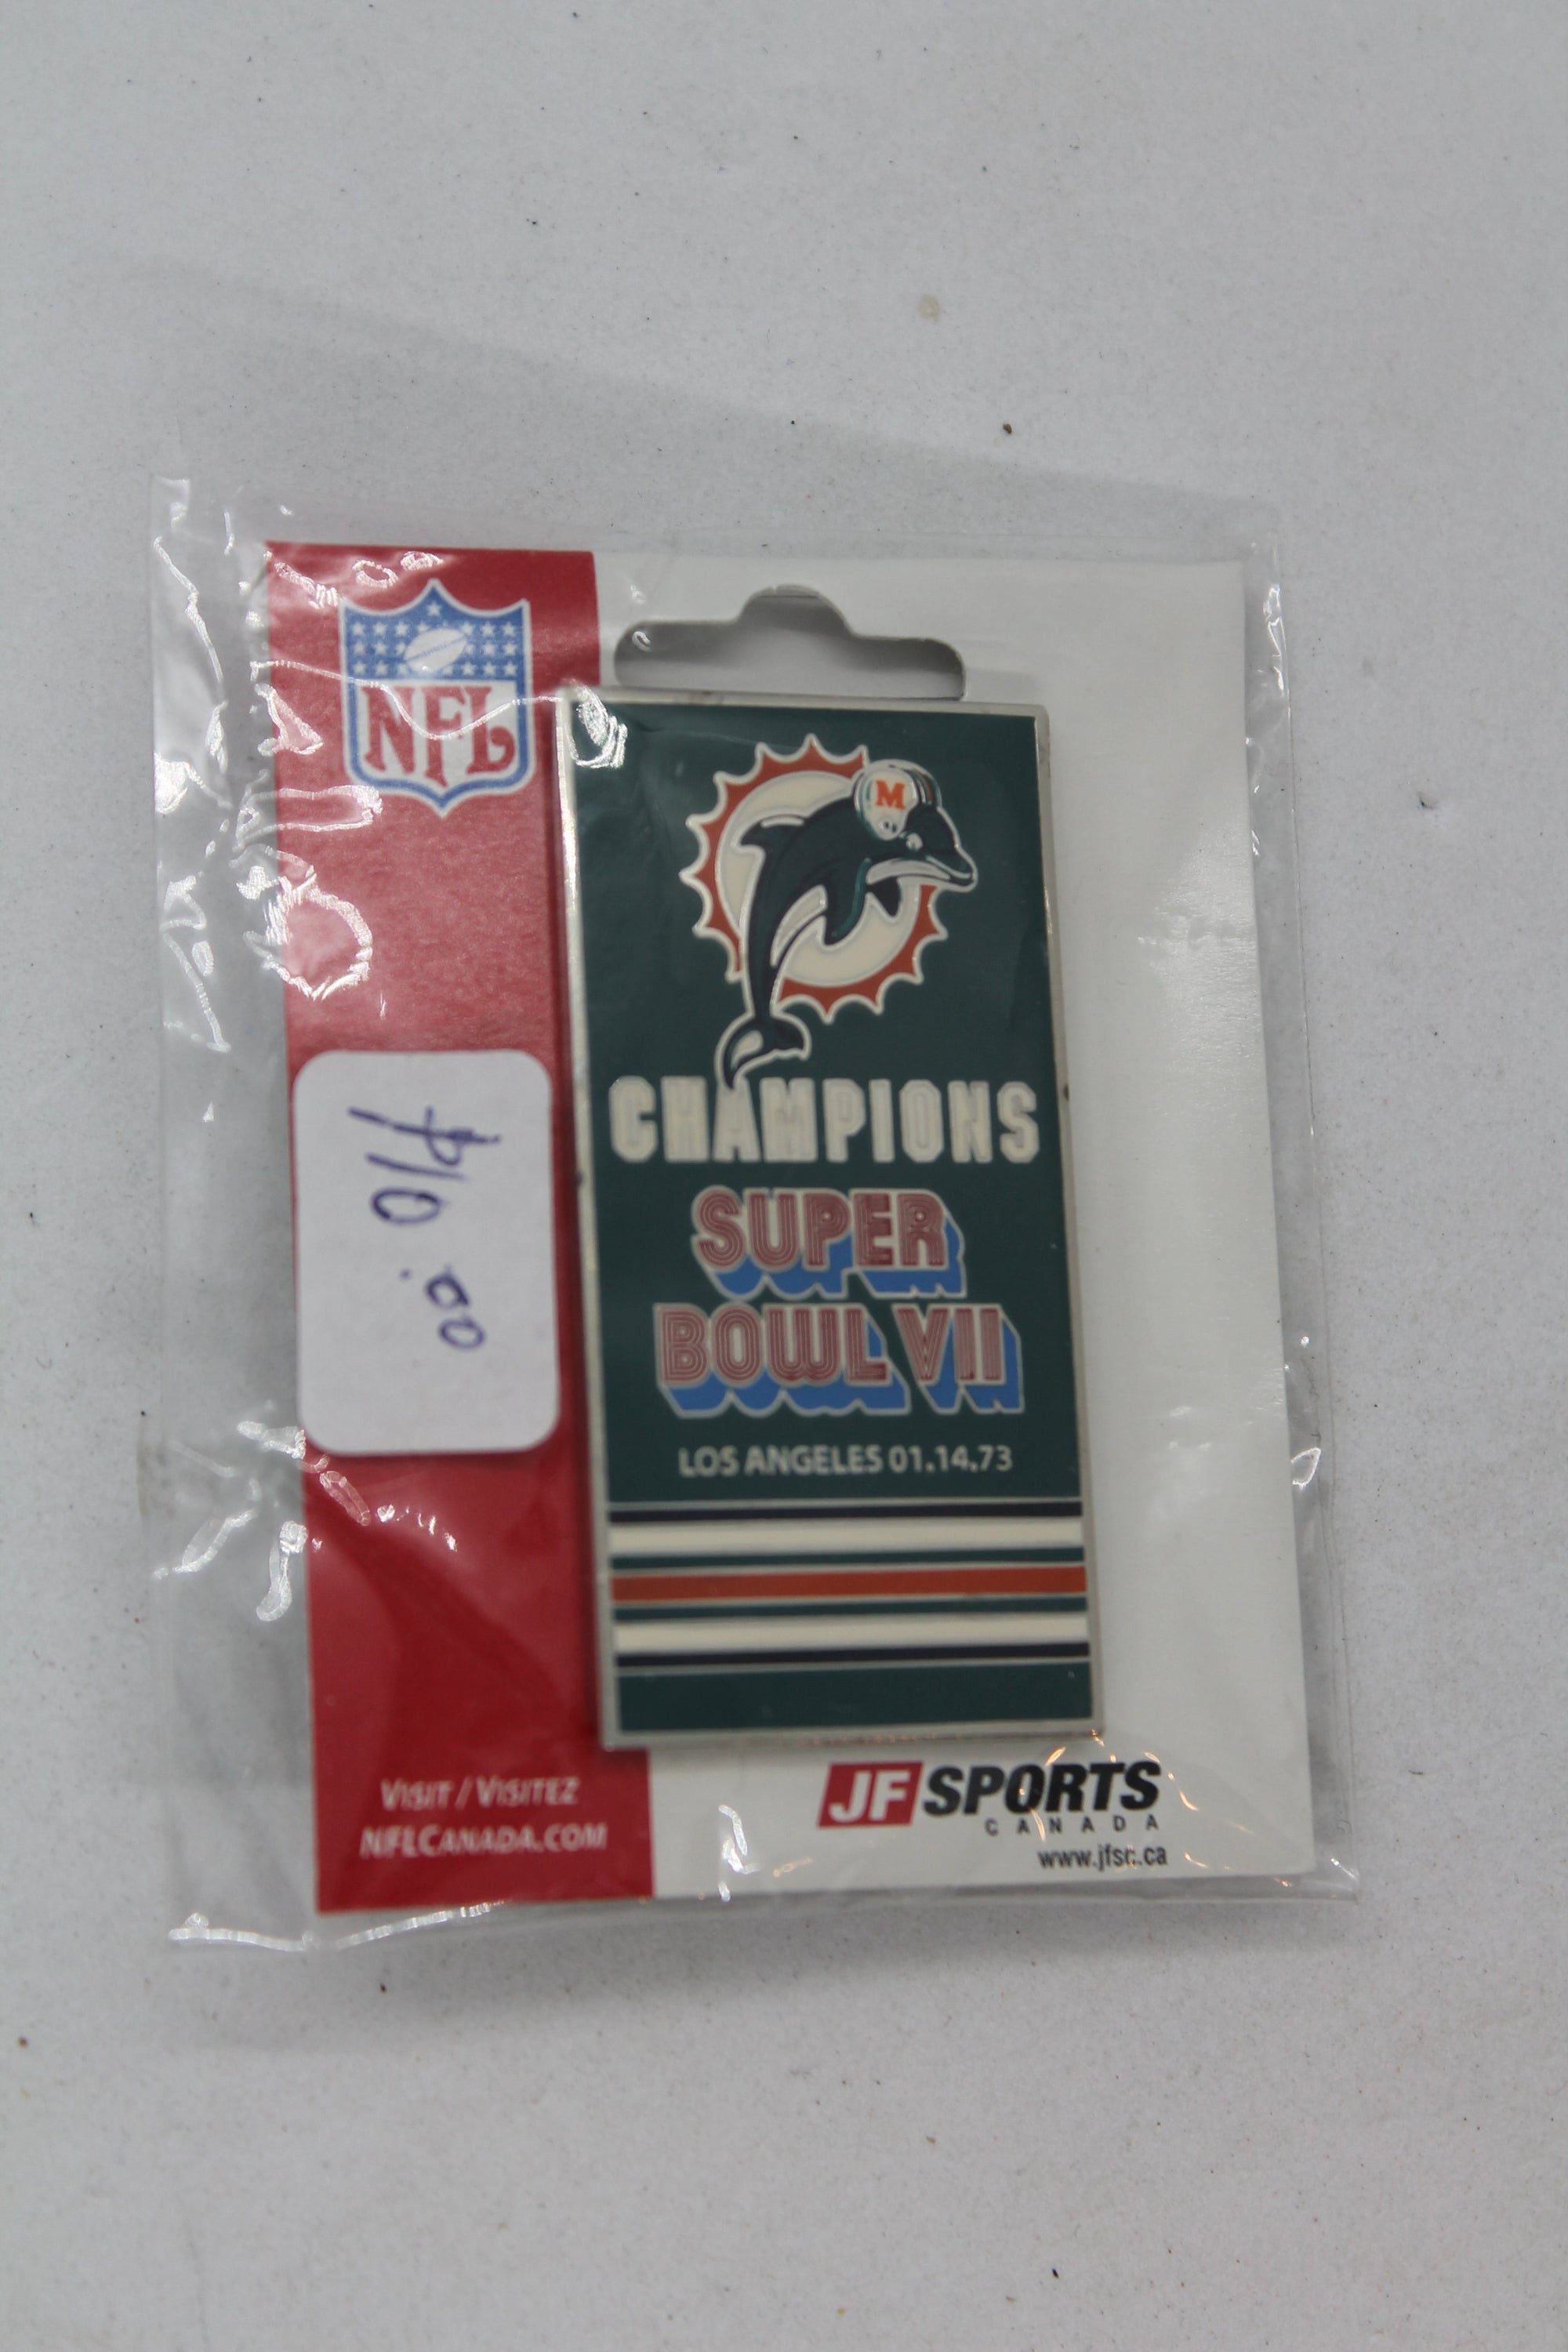 NFL
M
CHAMPIONS
SUPER
BOWL VII
LOS ANGELES 01.14.73
$10.00
VISIT / VISITEZ
NFLCANADA.COM
JF SPORTS
CANADA
www.jfsc.ca